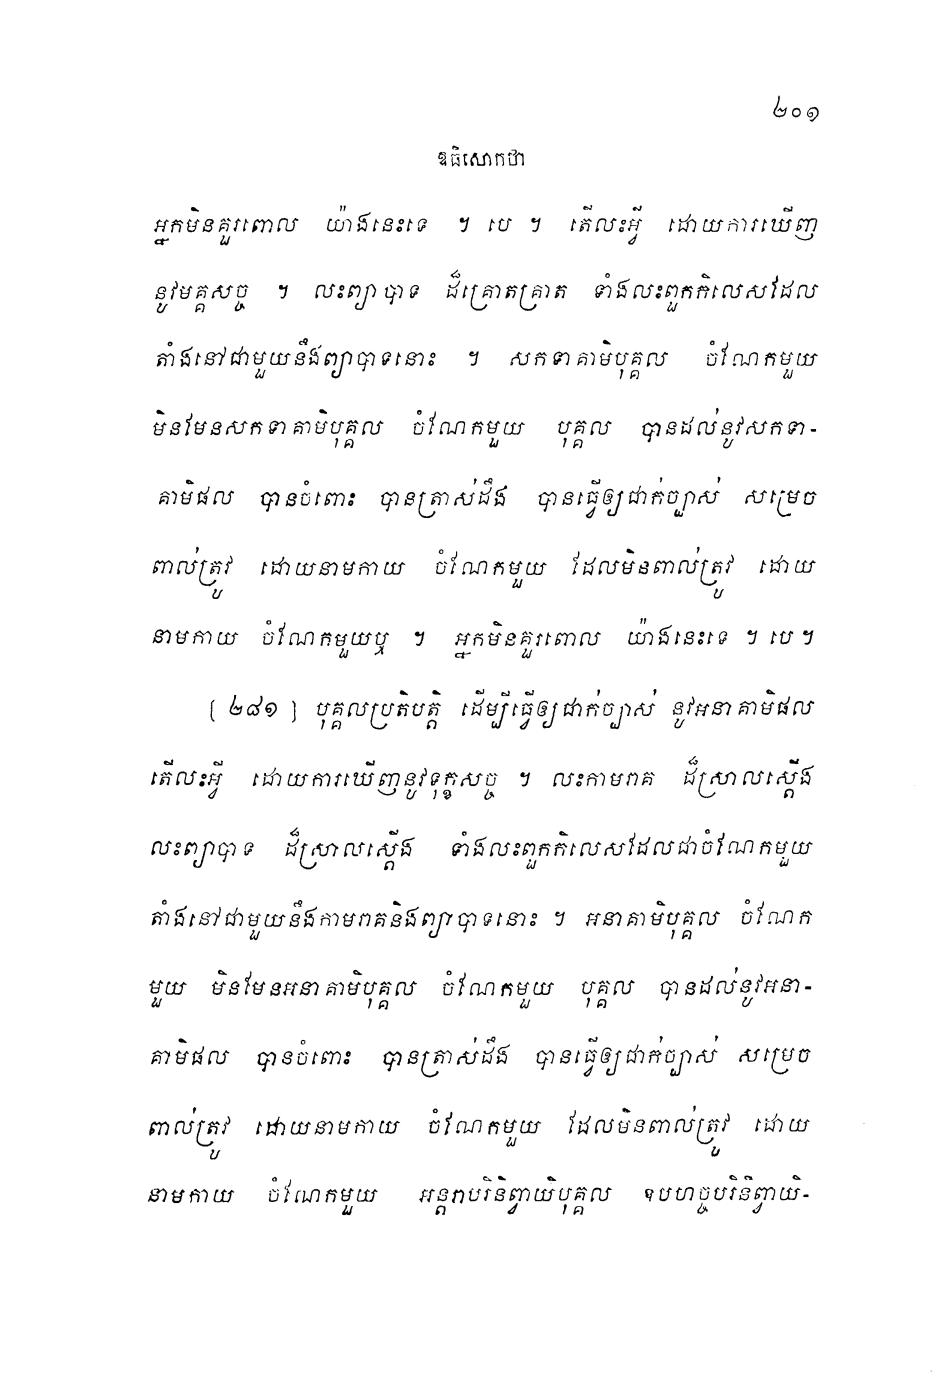 ២០១
ឱធិសោកថា
អ្នកមិនគួរពោល យ៉ាងនេះទេ ។ បេ ។ តើលះអ្វី ដោយការឃើញ
នូវមគ្គសច្ច ។ លះព្យាបាទ ដ៏គ្រោតគ្រាត ទាំងលះពួកកិលេសដែល
តាំងនៅជាមួយនឹងព្យាបាទនោះ ។ សកទាគាមិបុគ្គល ចំណែកមួយ
មិនមែនសកទាគាមិបុគ្គល ចំណែកមួយ បុគ្គល បានដល់នូវសកទា-
គាមិផល បានចំពោះ បានត្រាស់ដឹង បានធ្វើឲ្យជាក់ច្បាស់ សម្រេច
ពាល់ត្រូវ ដោយនាមកាយ ចំណែកមួយ ដែលមិនពាល់ត្រូវ ដោយ
នាមកាយ ចំណែកមួយឬ ។ អ្នកមិនគួរពោល យ៉ាងនេះទេ ។ បេ ។
[ ២៨១ ] បុគ្គលប្រតិបត្តិ ដើម្បីធ្វើឲ្យជាក់ច្បាស់ នូវអនាគាមិផល
តើលះអ្វី ដោយការឃើញនូវទុក្ខសច្ច ។ លះកាមរាគ ដ៏ស្រាលស្តើង
លះព្យាបាទ ដ៏ស្រាលស្តើង ទាំងលះពួកកិលេសដែលជាចំណែកមួយ
តាំងនៅជាមួយនឹងកាមរាគនិងព្យាបាទនោះ ។ អនាគាមិបុគ្គល ចំណែក
មួយ មិនមែនអនាគាមិបុគ្គល ចំណែកមួយ បុគ្គល បានដល់នូវអនា-
គាមិផល បានចំពោះ បានត្រាស់ដឹង បានធ្វើឲ្យជាក់ច្បាស់ សម្រេច
ពាល់ត្រូវ ដោយនាមកាយ ចំណែកមួយ ដែលមិនពាល់ត្រូវ ដោយ
នាមកាយ ចំណែកមួយ អន្តរាបរិនិព្វាយិបុគ្គល ឧបហច្ចបរិនិព្វាយិ-